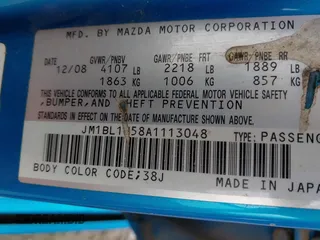 MFD. BY MAZDA MOTOR CORPORATION
GVWR/PNBV GAWR/PNBE FRT GAWR/PNBE RR
12/08 4107 LB 2218 LB 1889 LB
1863 KG 1006 KG 857 KG
THIS VEHICLE CONFORMS TO ALL APPLICABLE FEDERAL MOTOR VEHICLE SAFETY
, BUMPER, AND THEFT PREVENTION
STANDARDS IN EFFECT ON THE DATE OF MANUFACTURE SHOWN ABOVE.
TYPE: PASSENG
BODY COLOR CODE;38J
MADE IN JAPA